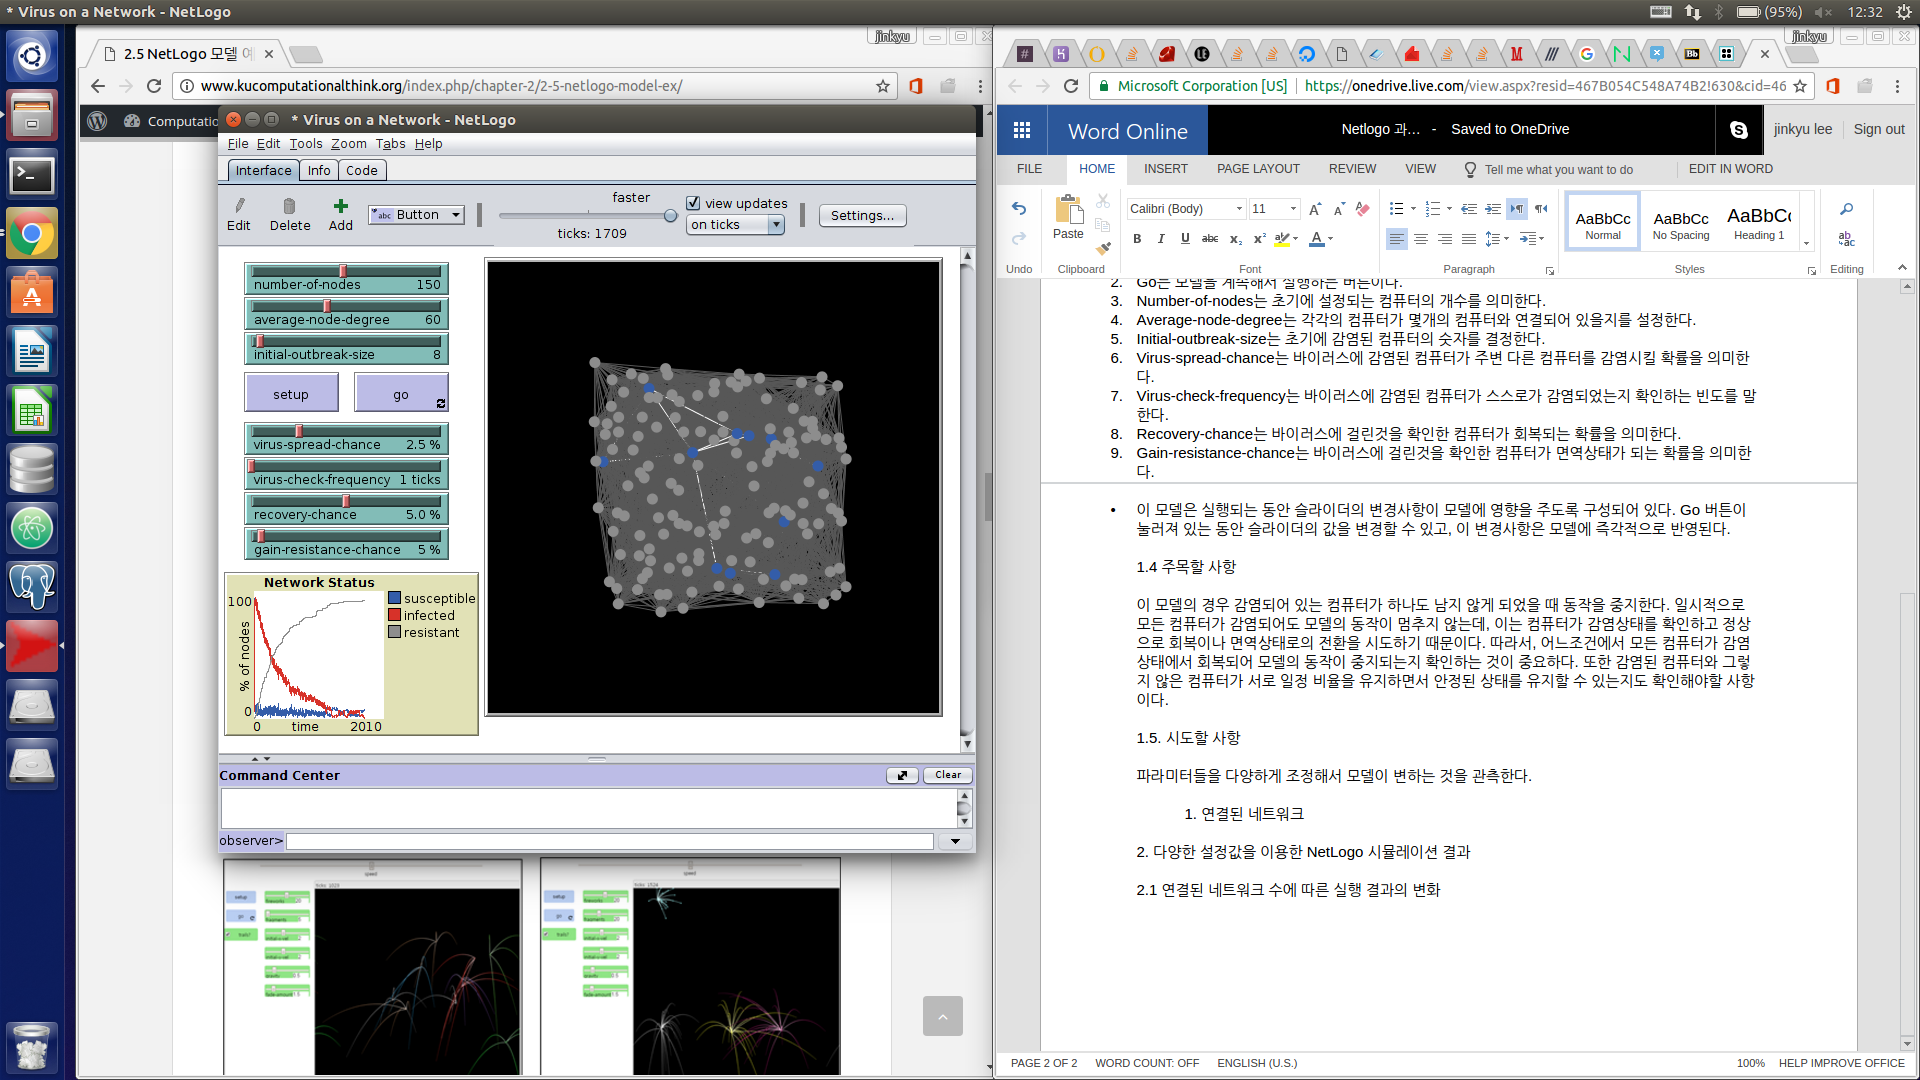 * Virus on a Network - NetLogo
(95%)
12:32
jinkyu
2.5 NetLogo 모델 예
www.kucomputationalthink.org/index.php/chapter-2/2-5-netlogo-model-ex/
Computatio
* Virus on a Network - NetLogo
File Edit Tools Zoom Tabs Help
Interface Info Code
Edit Delete Add
abc Button
faster
ticks: 1709
view updates
on ticks
Settings...
number-of-nodes 150
average-node-degree 60
initial-outbreak-size 8
setup go
virus-spread-chance 2.5 %
virus-check-frequency 1 ticks
recovery-chance 5.0 %
gain-resistance-chance 5 %
Network Status
100
% of nodes
0
0 time 2010
susceptible
infected
resistant
Command Center
Clear
observer>
setup
go
speed
setup
go
speed
jinkyu
Microsoft Corporation [US] https://onedrive.live.com/view.aspx?resid=467B054C548A74B2!630&cid=46
Word Online
Netlogo 과... - Saved to OneDrive
jinkyu lee Sign out
FILE HOME INSERT PAGE LAYOUT REVIEW VIEW Tell me what you want to do EDIT IN WORD
Paste
Calibri (Body) 11
AaBbCc Normal
AaBbCc No Spacing
AaBbCc Heading 1
Undo Clipboard Font Paragraph Styles Editing
2. Go는 모델을 계속해서 실행하는 버튼이다.
3. Number-of-nodes는 초기에 설정되는 컴퓨터의 개수를 의미한다.
4. Average-node-degree는 각각의 컴퓨터가 몇개의 컴퓨터와 연결되어 있을지를 설정한다.
5. Initial-outbreak-size는 초기에 감염된 컴퓨터의 숫자를 결정한다.
6. Virus-spread-chance는 바이러스에 감염된 컴퓨터가 주변 다른 컴퓨터를 감염시킬 확률을 의미한
다.
7. Virus-check-frequency는 바이러스에 감염된 컴퓨터가 스스로가 감염되었는지 확인하는 빈도를 말
한다.
8. Recovery-chance는 바이러스에 걸린것을 확인한 컴퓨터가 회복되는 확률을 의미한다.
9. Gain-resistance-chance는 바이러스에 걸린것을 확인한 컴퓨터가 면역상태가 되는 확률을 의미한
다.
• 이 모델은 실행되는 동안 슬라이더의 변경사항이 모델에 영향을 주도록 구성되어 있다. Go 버튼이
눌러져 있는 동안 슬라이더의 값을 변경할 수 있고, 이 변경사항은 모델에 즉각적으로 반영된다.
1.4 주목할 사항
이 모델의 경우 감염되어 있는 컴퓨터가 하나도 남지 않게 되었을 때 동작을 중지한다. 일시적으로
모든 컴퓨터가 감염되어도 모델의 동작이 멈추지 않는데, 이는 컴퓨터가 감염상태를 확인하고 정상
으로 회복이나 면역상태로의 전환을 시도하기 때문이다. 따라서, 어느조건에서 모든 컴퓨터가 감염
상태에서 회복되어 모델의 동작이 중지되는지 확인하는 것이 중요하다. 또한 감염된 컴퓨터와 그렇
지 않은 컴퓨터가 서로 일정 비율을 유지하면서 안정된 상태를 유지할 수 있는지도 확인해야할 사항
이다.
1.5. 시도할 사항
파라미터들을 다양하게 조정해서 모델이 변하는 것을 관측한다.
1. 연결된 네트워크
2. 다양한 설정값을 이용한 NetLogo 시뮬레이션 결과
2.1 연결된 네트워크 수에 따른 실행 결과의 변화
PAGE 2 OF 2 WORD COUNT: OFF ENGLISH (U.S.) 100% HELP IMPROVE OFFICE